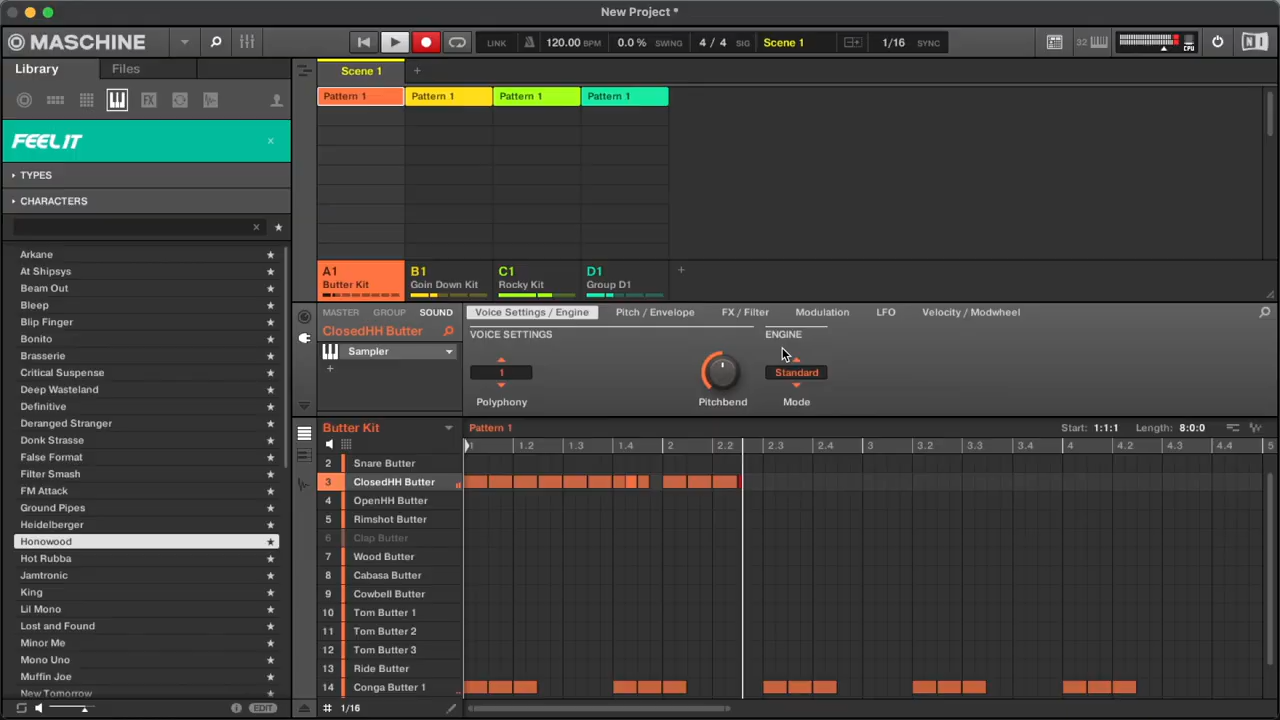 New Project *
MASCHINE
LINK
120.00 BPM
0.0 % SWING
4 / 4 SIG
Scene 1
1/16 SYNC
32
CPU
Library
Files
Scene 1
+
FX
Pattern 1
Pattern 1
Pattern 1
Pattern 1
FEEL IT
×
TYPES
CHARACTERS
Arkane
At Shipsys
Beam Out
Bleep
Blip Finger
Bonito
Brasserie
Critical Suspense
Deep Wasteland
Definitive
Deranged Stranger
Donk Strasse
False Format
Filter Smash
FM Attack
Ground Pipes
Heidelberger
Honowood
Hot Rubba
Jamtronic
King
Lil Mono
Lost and Found
Minor Me
Mono Uno
Muffin Joe
New Tomorrow
EDIT
A1
Butter Kit
B1
Goin Down Kit
C1
Rocky Kit
D1
Group D1
+
MASTER
GROUP
SOUND
ClosedHH Butter
Sampler
+
Voice Settings / Engine
Pitch / Envelope
FX / Filter
Modulation
LFO
Velocity / Modwheel
VOICE SETTINGS
ENGINE
1
Standard
Polyphony
Pitchbend
Mode
Butter Kit
Pattern 1
Start: 1:1:1
Length: 8:0:0
1
1.2
1.3
1.4
2
2.2
2.3
2.4
3
3.2
3.3
3.4
4
4.2
4.3
4.4
5
2 Snare Butter
3 ClosedHH Butter
4 OpenHH Butter
5 Rimshot Butter
6 Clap Butter
7 Wood Butter
8 Cabasa Butter
9 Cowbell Butter
10 Tom Butter 1
11 Tom Butter 2
12 Tom Butter 3
13 Ride Butter
14 Conga Butter 1
# 1/16